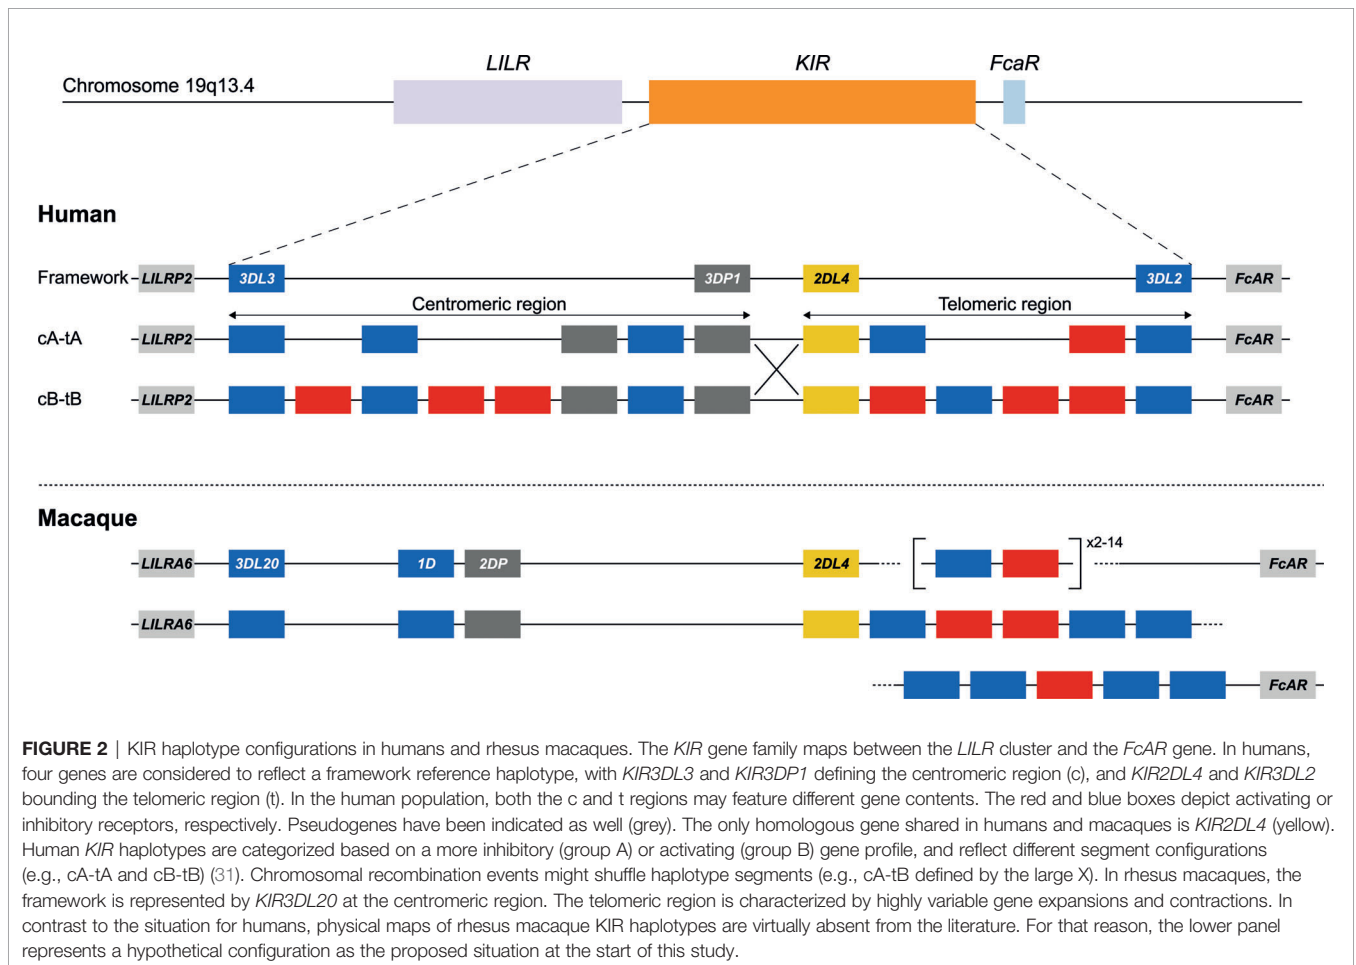 LILR KIR FcaR
Chromosome 19q13.4
Human
Framework LILRP2 3DL3 3DP1 2DL4 3DL2 FcAR
Centromeric region Telomeric region
cA-tA LILRP2 FcAR
cB-tB LILRP2 FcAR
Macaque
x2-14
LILRA6 3DL20 1D 2DP 2DL4 FcAR
LILRA6
FcAR
FIGURE 2 | KIR haplotype configurations in humans and rhesus macaques. The KIR gene family maps between the LILR cluster and the FcAR gene. In humans,
four genes are considered to reflect a framework reference haplotype, with KIR3DL3 and KIR3DP1 defining the centromeric region (c), and KIR2DL4 and KIR3DL2
bounding the telomeric region (t). In the human population, both the c and t regions may feature different gene contents. The red and blue boxes depict activating or
inhibitory receptors, respectively. Pseudogenes have been indicated as well (grey). The only homologous gene shared in humans and macaques is KIR2DL4 (yellow).
Human KIR haplotypes are categorized based on a more inhibitory (group A) or activating (group B) gene profile, and reflect different segment configurations
(e.g., cA-tA and cB-tB) (31). Chromosomal recombination events might shuffle haplotype segments (e.g., cA-tB defined by the large X). In rhesus macaques, the
framework is represented by KIR3DL20 at the centromeric region. The telomeric region is characterized by highly variable gene expansions and contractions. In
contrast to the situation for humans, physical maps of rhesus macaque KIR haplotypes are virtually absent from the literature. For that reason, the lower panel
represents a hypothetical configuration as the proposed situation at the start of this study.